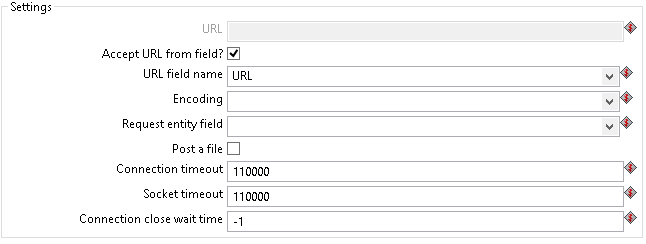 Settings
URL
Accept URL from field?
URL field name URL
Encoding
Request entity field
Post a file
Connection timeout 110000
Socket timeout 110000
Connection close wait time -1